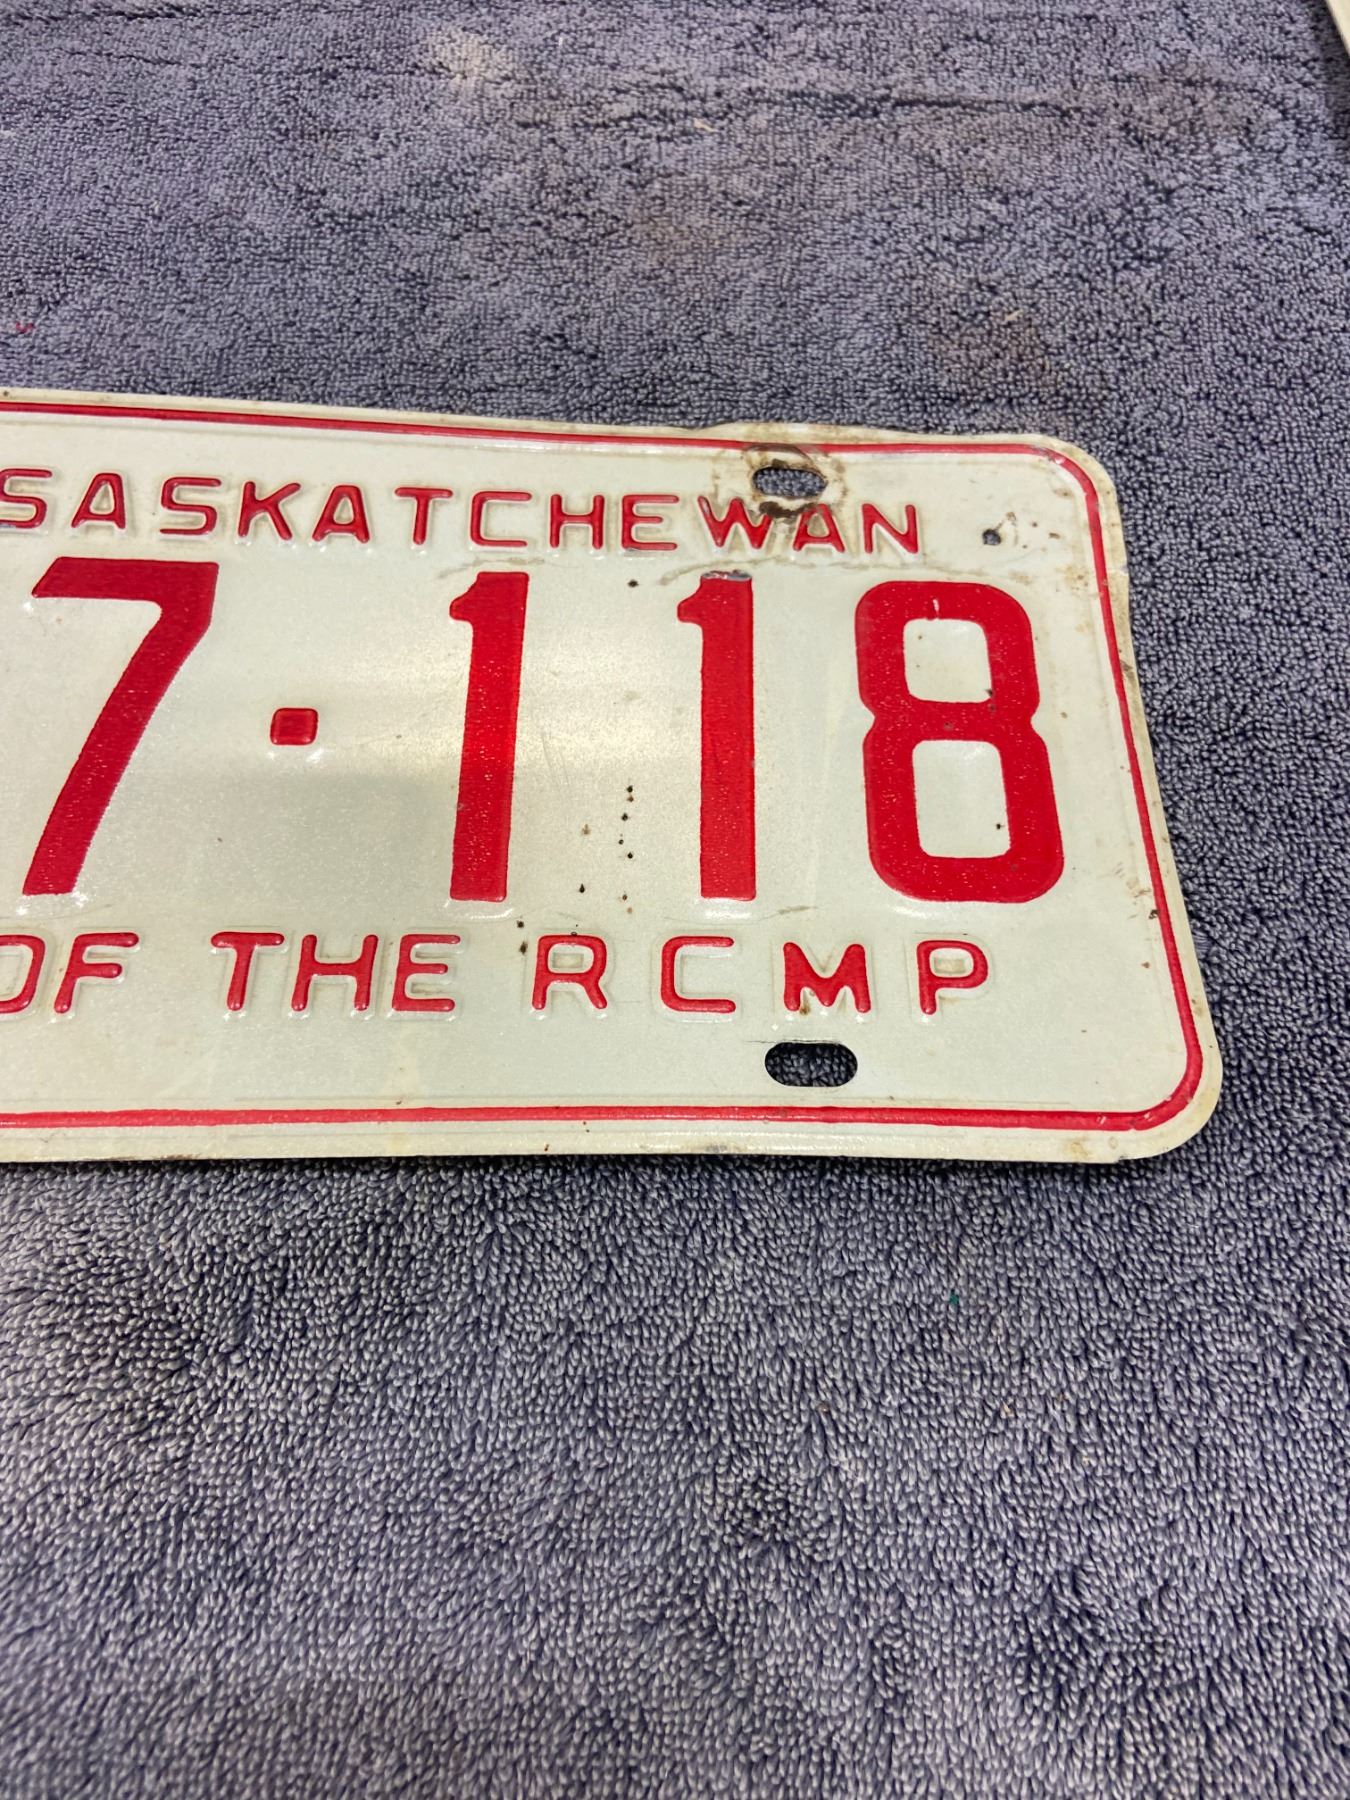 SASKATCHEWAN
7·118
OF THE RCMP